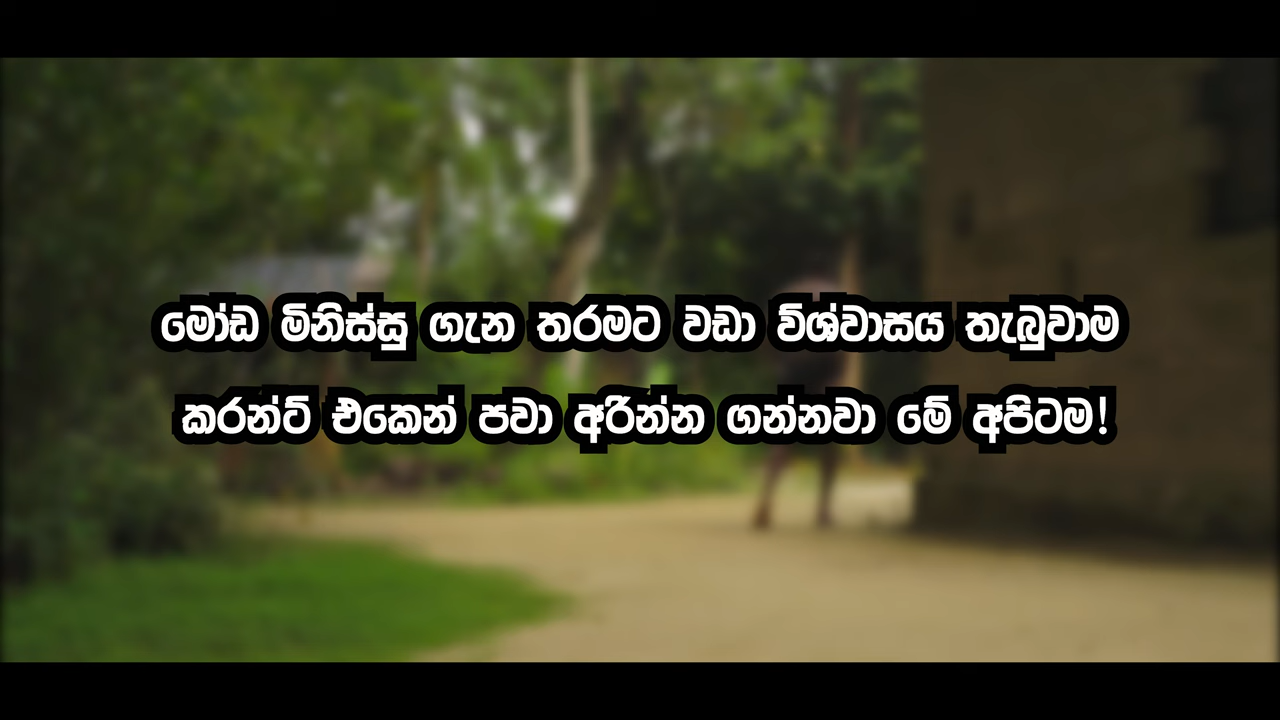 මෝඩ මිනිස්සු ගැන තරමට වඩා විශ්වාසය තැබුවාම
කරන්ට් එකෙන් පවා අරින්න ගන්නවා මේ අපිටම!